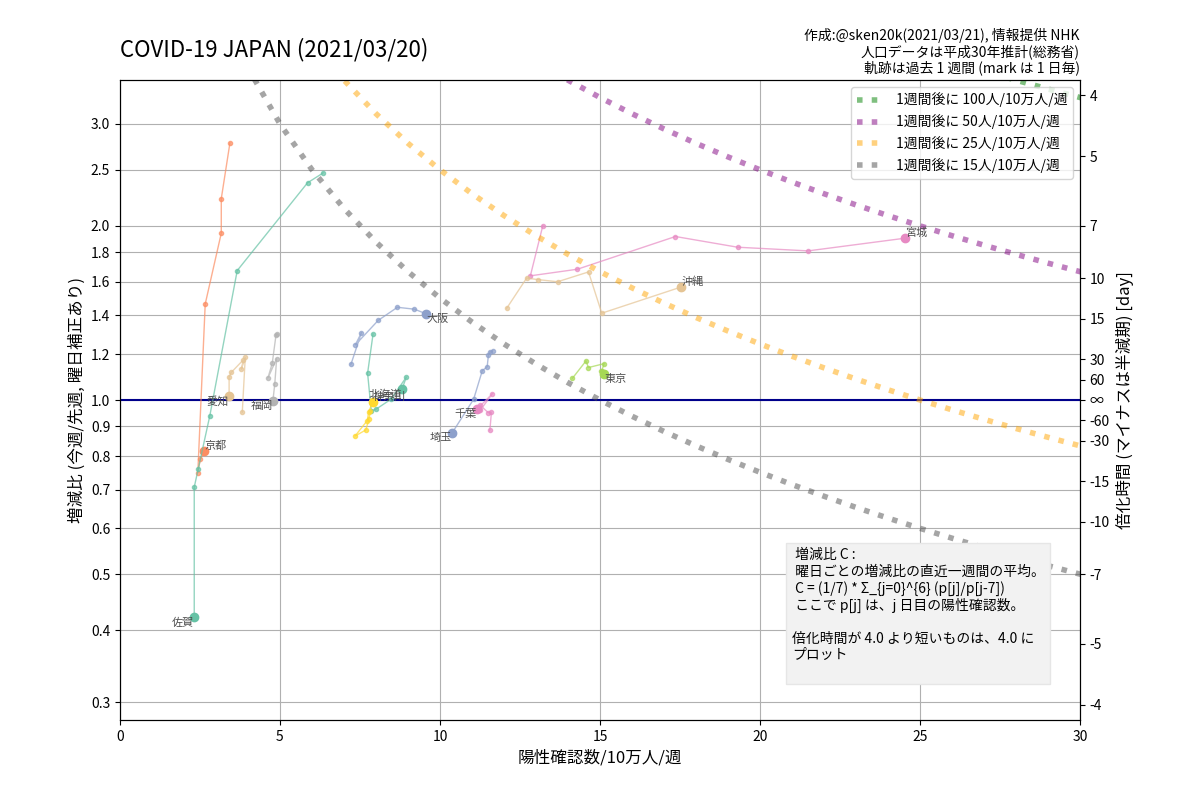 COVID-19 JAPAN (2021/03/20)
作成:@sken20k(2021/03/21), 情報提供 NHK
人口データは平成30年推計(総務省)
軌跡は過去 1 週間 (mark は 1 日毎)
1週間後に 100人/10万人/週
1週間後に 50人/10万人/週
1週間後に 25人/10万人/週
1週間後に 15人/10万人/週
3.0
2.5
2.0
1.8
1.6
1.4
1.2
1.0
0.9
0.8
0.7
0.6
0.5
0.4
0.3
増減比 (今週/先週, 曜日補正あり)
4
5
7
10
15
30
60
∞
-60
-30
-15
-10
-7
-5
-4
倍化時間 (マイナスは半減期) [day]
宮城
沖縄
大阪
東京
北海道
愛知
福岡
千葉
埼玉
京都
佐賀
増減比 C :
曜日ごとの増減比の直近一週間の平均。
C = (1/7) * Σ_{j=0}^{6} (p[j]/p[j-7])
ここで p[j] は、j 日目の陽性確認数。
倍化時間が 4.0 より短いものは、4.0 に
プロット
0
5
10
15
20
25
30
陽性確認数/10万人/週